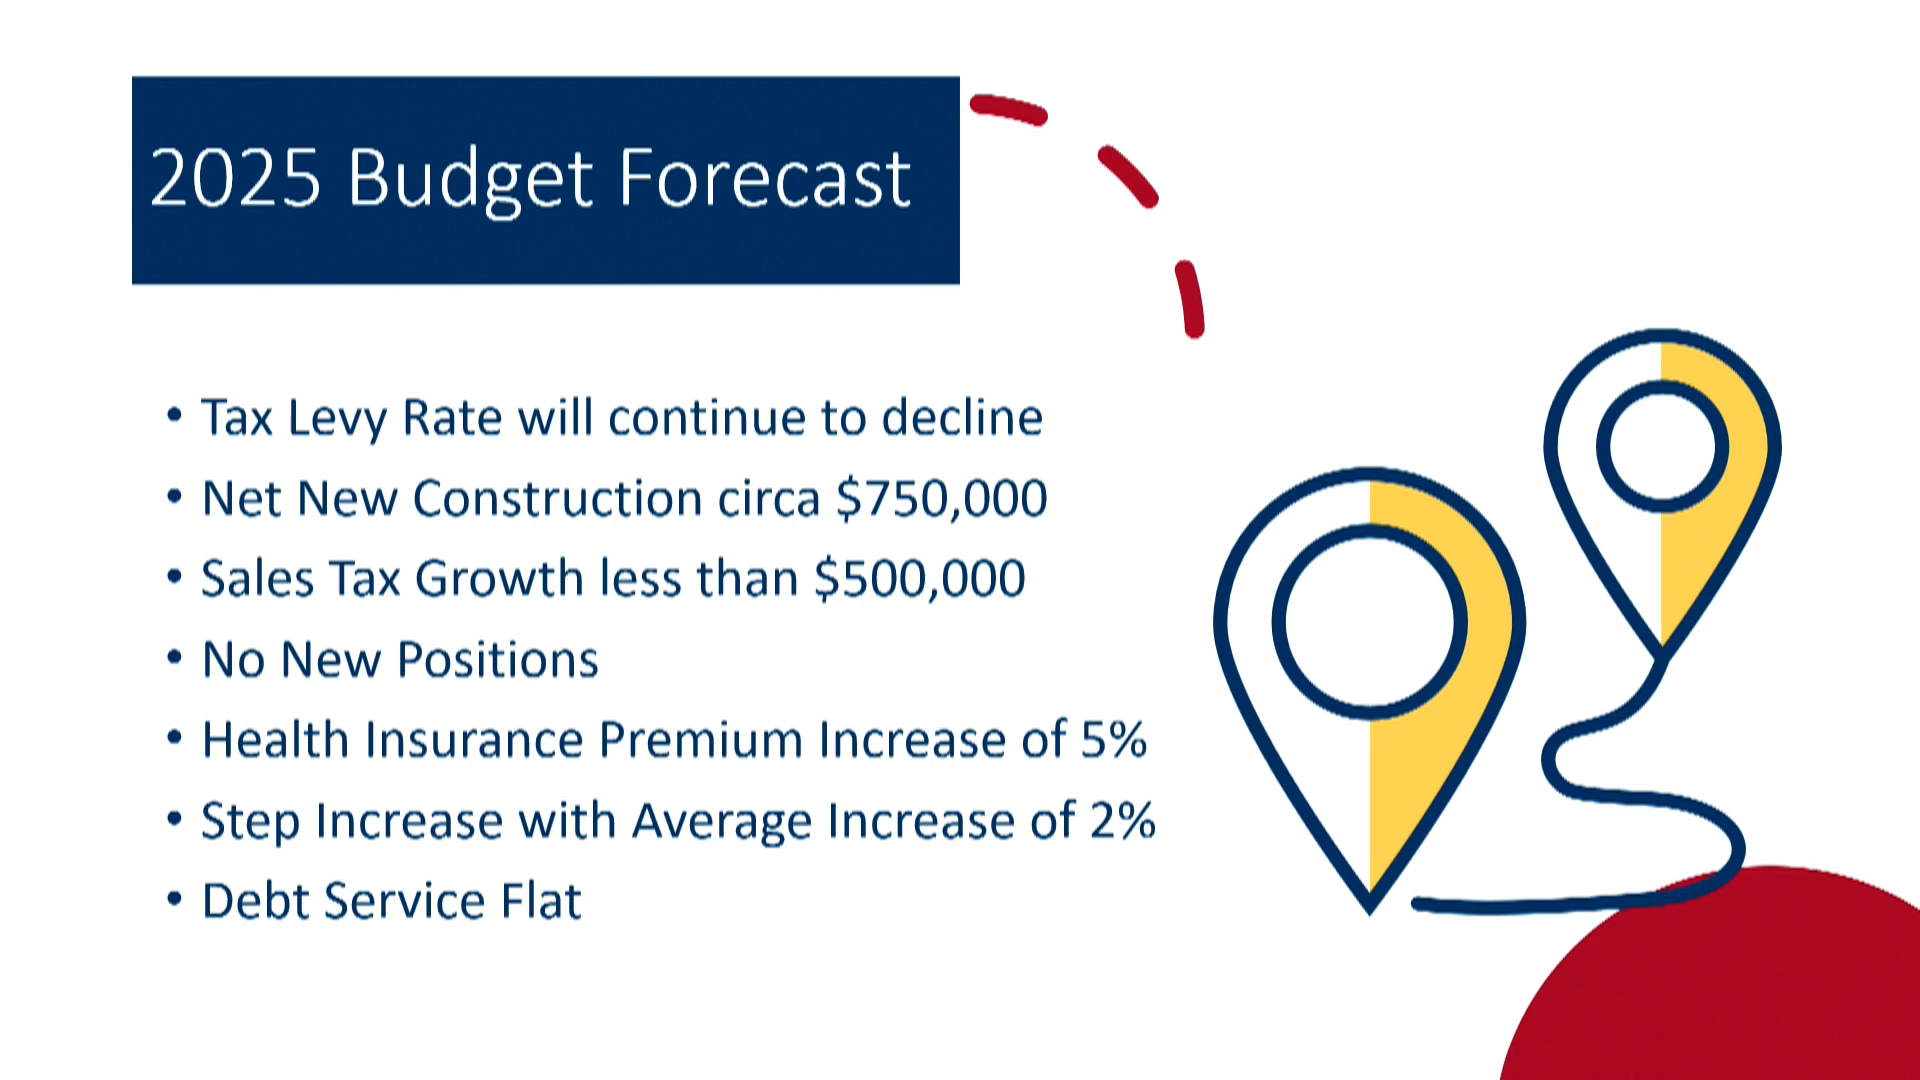 2025 Budget Forecast
• Tax Levy Rate will continue to decline
• Net New Construction circa $750,000
• Sales Tax Growth less than $500,000
• No New Positions
• Health Insurance Premium Increase of 5%
• Step Increase with Average Increase of 2%
• Debt Service Flat